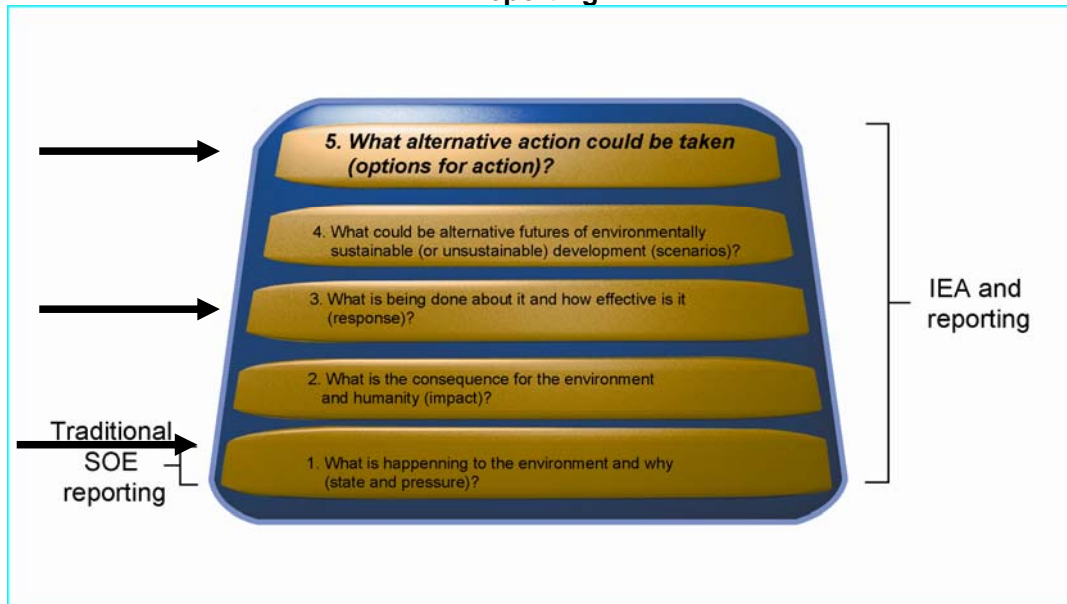 5. What alternative action could be taken
(options for action)?
4. What could be alternative futures of environmentally
sustainable (or unsustainable) development (scenarios)?
3. What is being done about it and how effective is it
(response)?
2. What is the consequence for the environment
and humanity (impact)?
1. What is happenning to the environment and why
(state and pressure)?
Traditional
SOE
reporting
IEA and
reporting